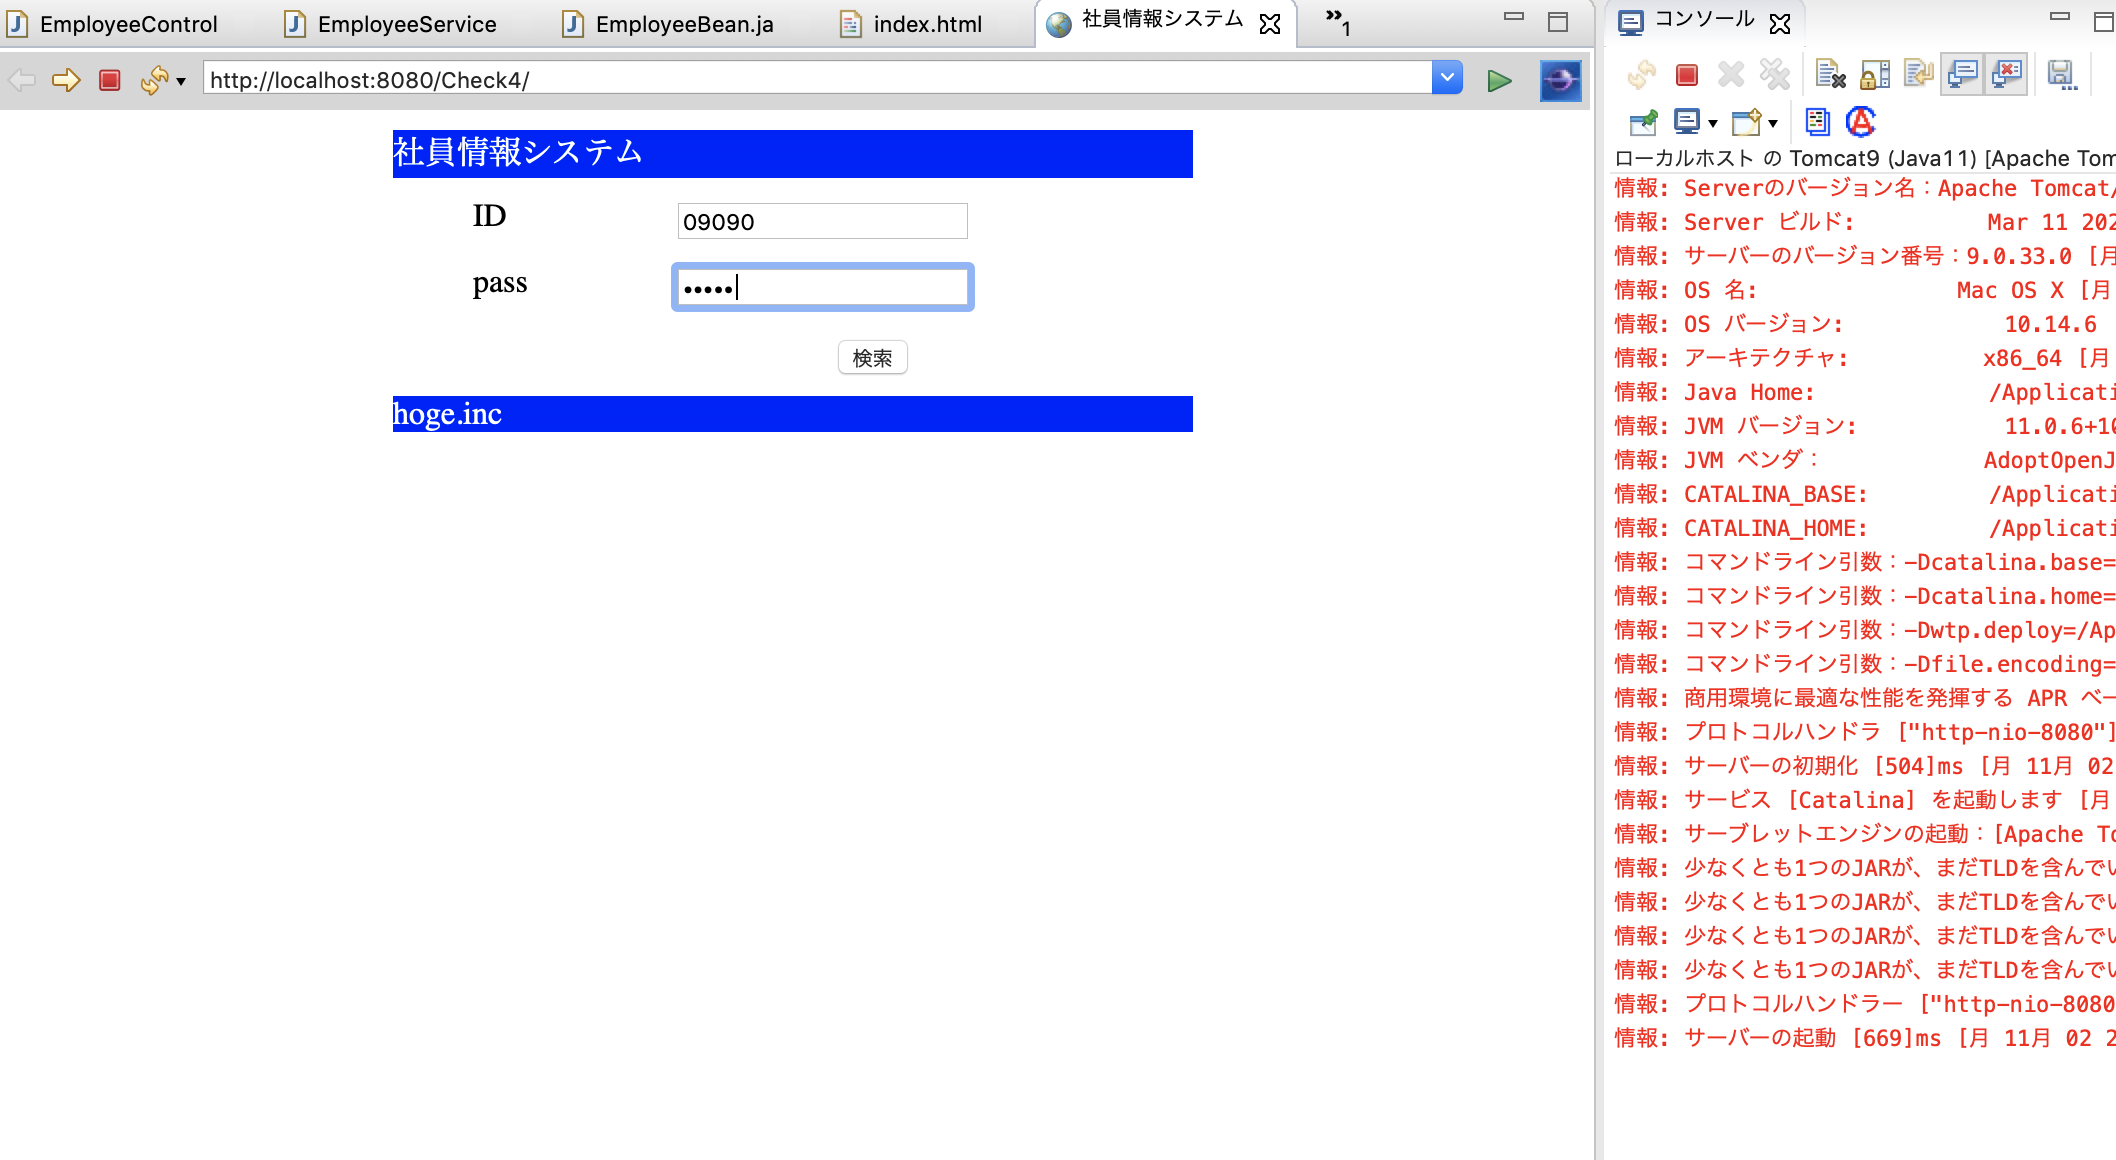 EmployeeControl EmployeeService EmployeeBean.ja index.html 社員情報システム »1
http://localhost:8080/Check4/
社員情報システム
ID 09090
pass •••••
検索
hoge.inc
コンソール
ローカルホスト の Tomcat9 (Java11) [Apache Tom
情報: Serverのバージョン名：Apache Tomcat/
情報: Server ビルド: Mar 11 202
情報: サーバーのバージョン番号：9.0.33.0 [月
情報: OS 名: Mac OS X [月
情報: OS バージョン: 10.14.6
情報: アーキテクチャ: x86_64 [月
情報: Java Home: /Applicati
情報: JVM バージョン: 11.0.6+10
情報: JVM ベンダ： AdoptOpenJ
情報: CATALINA_BASE: /Applicati
情報: CATALINA_HOME: /Applicati
情報: コマンドライン引数：-Dcatalina.base=
情報: コマンドライン引数：-Dcatalina.home=
情報: コマンドライン引数：-Dwtp.deploy=/Ap
情報: コマンドライン引数：-Dfile.encoding=
情報: 商用環境に最適な性能を発揮する APR ベー
情報: プロトコルハンドラ ["http-nio-8080"]
情報: サーバーの初期化 [504]ms [月 11月 02
情報: サービス [Catalina] を起動します [月
情報: サーブレットエンジンの起動：[Apache To
情報: 少なくとも1つのJARが、まだTLDを含んでい
情報: 少なくとも1つのJARが、まだTLDを含んでい
情報: 少なくとも1つのJARが、まだTLDを含んでい
情報: 少なくとも1つのJARが、まだTLDを含んでい
情報: プロトコルハンドラー ["http-nio-8080
情報: サーバーの起動 [669]ms [月 11月 02 2